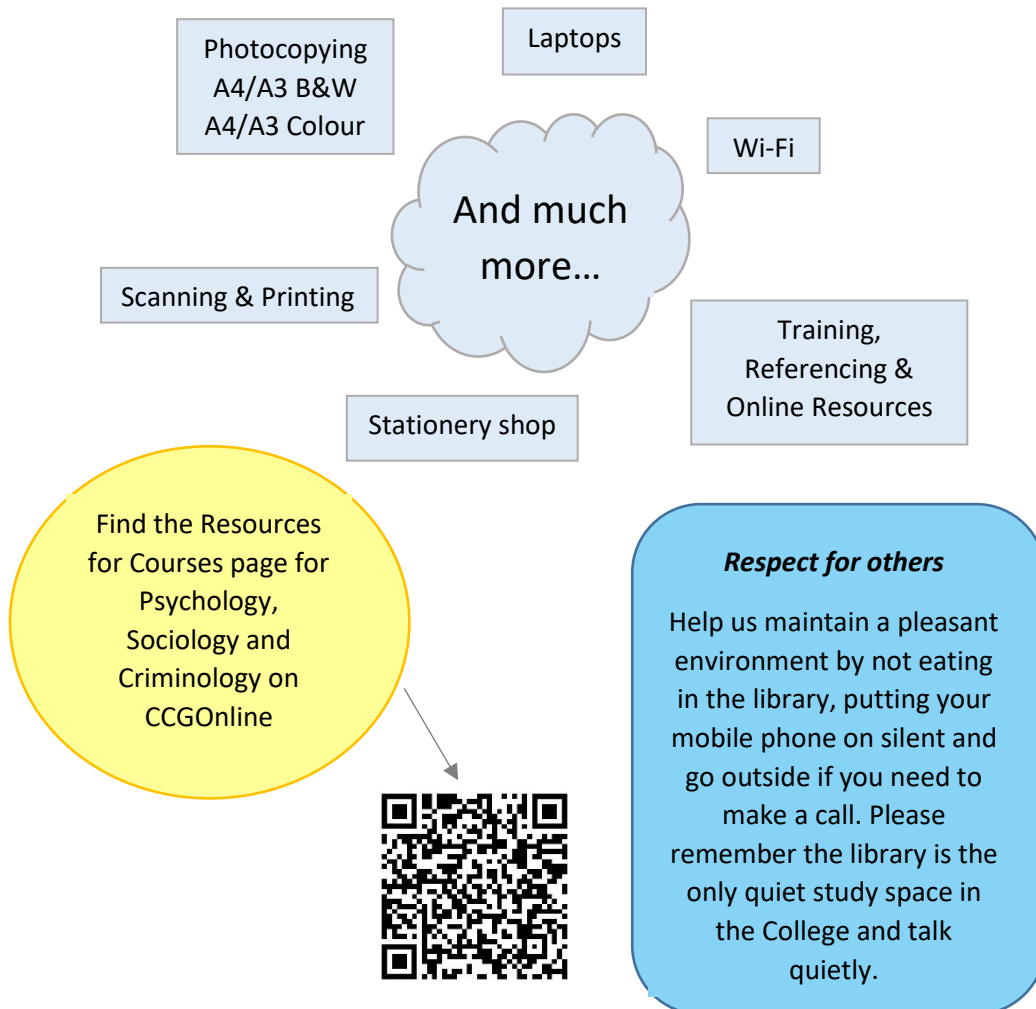 Laptops
Photocopying
A4/A3 B&W
A4/A3 Colour
Wi-Fi
And much
more…
Scanning & Printing
Training,
Referencing &
Online Resources
Stationery shop
Find the Resources
for Courses page for
Psychology,
Sociology and
Criminology on
CCGOnline
Respect for others
Help us maintain a pleasant
environment by not eating
in the library, putting your
mobile phone on silent and
go outside if you need to
make a call. Please
remember the library is the
only quiet study space in
the College and talk
quietly.